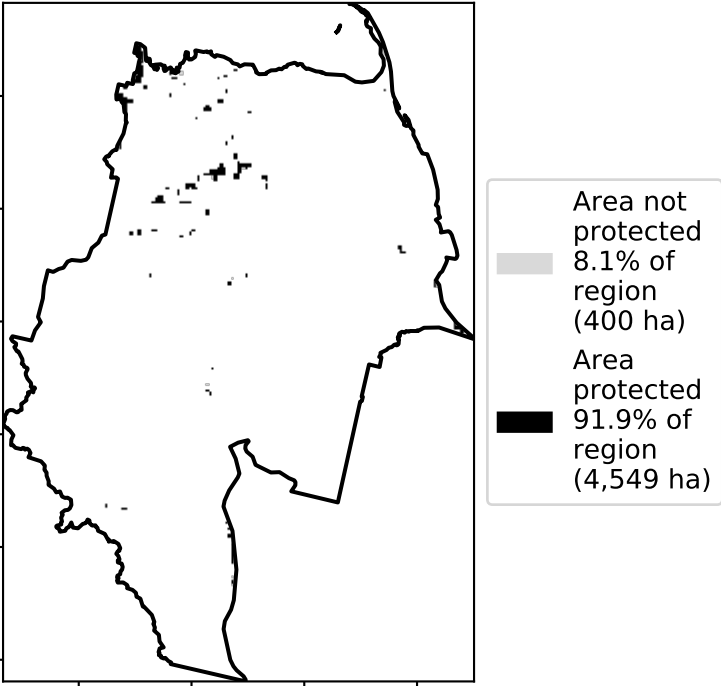 Area not
protected
8.1% of
region
(400 ha)
Area
protected
91.9% of
region
(4,549 ha)